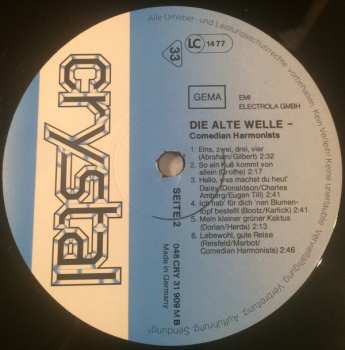 Alle Urheber- und Leistungsschutzrechte vorbehalten. Kein Verleih! Keine unerlaubte Vervielfältigung, Vermietung, Aufführung, Sendung!
crystal
33
LC 1477
GEMA
EMI
ELECTROLA GMBH
DIE ALTE WELLE –
Comedian Harmonists
1. Eins, zwei, drei, vier
(Abraham/Gilbert) 2:32
2. So ein Kuß kommt von
allein (Grothe) 2:32
3. Hallo, was machst du heut'
Daisy (Donaldson/Charles
Amberg/Eugen Till) 2:41
4. Ich hab' für dich 'nen Blumen-
topf bestellt (Bootz/Karlick) 2:41
5. Mein kleiner grüner Kaktus
(Dorian/Herda) 2:13
6. Lebewohl, gute Reise
(Reisfeld/Marbot/
Comedian Harmonists) 2:46
SEITE 2
048 CRY 31 909 M B
Made in Germany